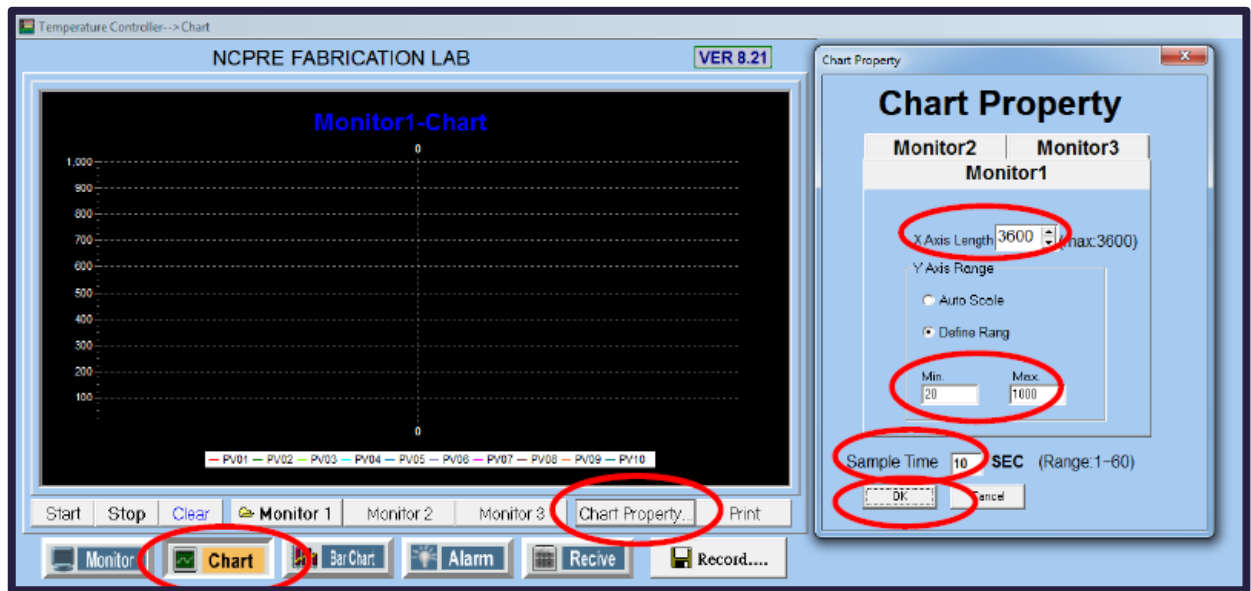 Temperature Controller-->Chart
NCPRE FABRICATION LAB
VER 8.21
Monitor1-Chart
0
1,000
900
800
700
600
500
400
300
200
100
0
PV01 PV02 PV03 PV04 PV05 PV06 PV07 PV08 PV09 PV10
Start Stop Clear Monitor 1 Monitor 2 Monitor 3 Chart Property... Print
Monitor Chart Bar Chart Alarm Recive Record....
Chart Property
Chart Property
Monitor2 Monitor3
Monitor1
X Axis Length 3600 (max:3600)
Y Axis Range
Auto Scale
Define Rang
Min. Max.
20 1000
Sample Time 10 SEC (Range:1~60)
OK Cancel